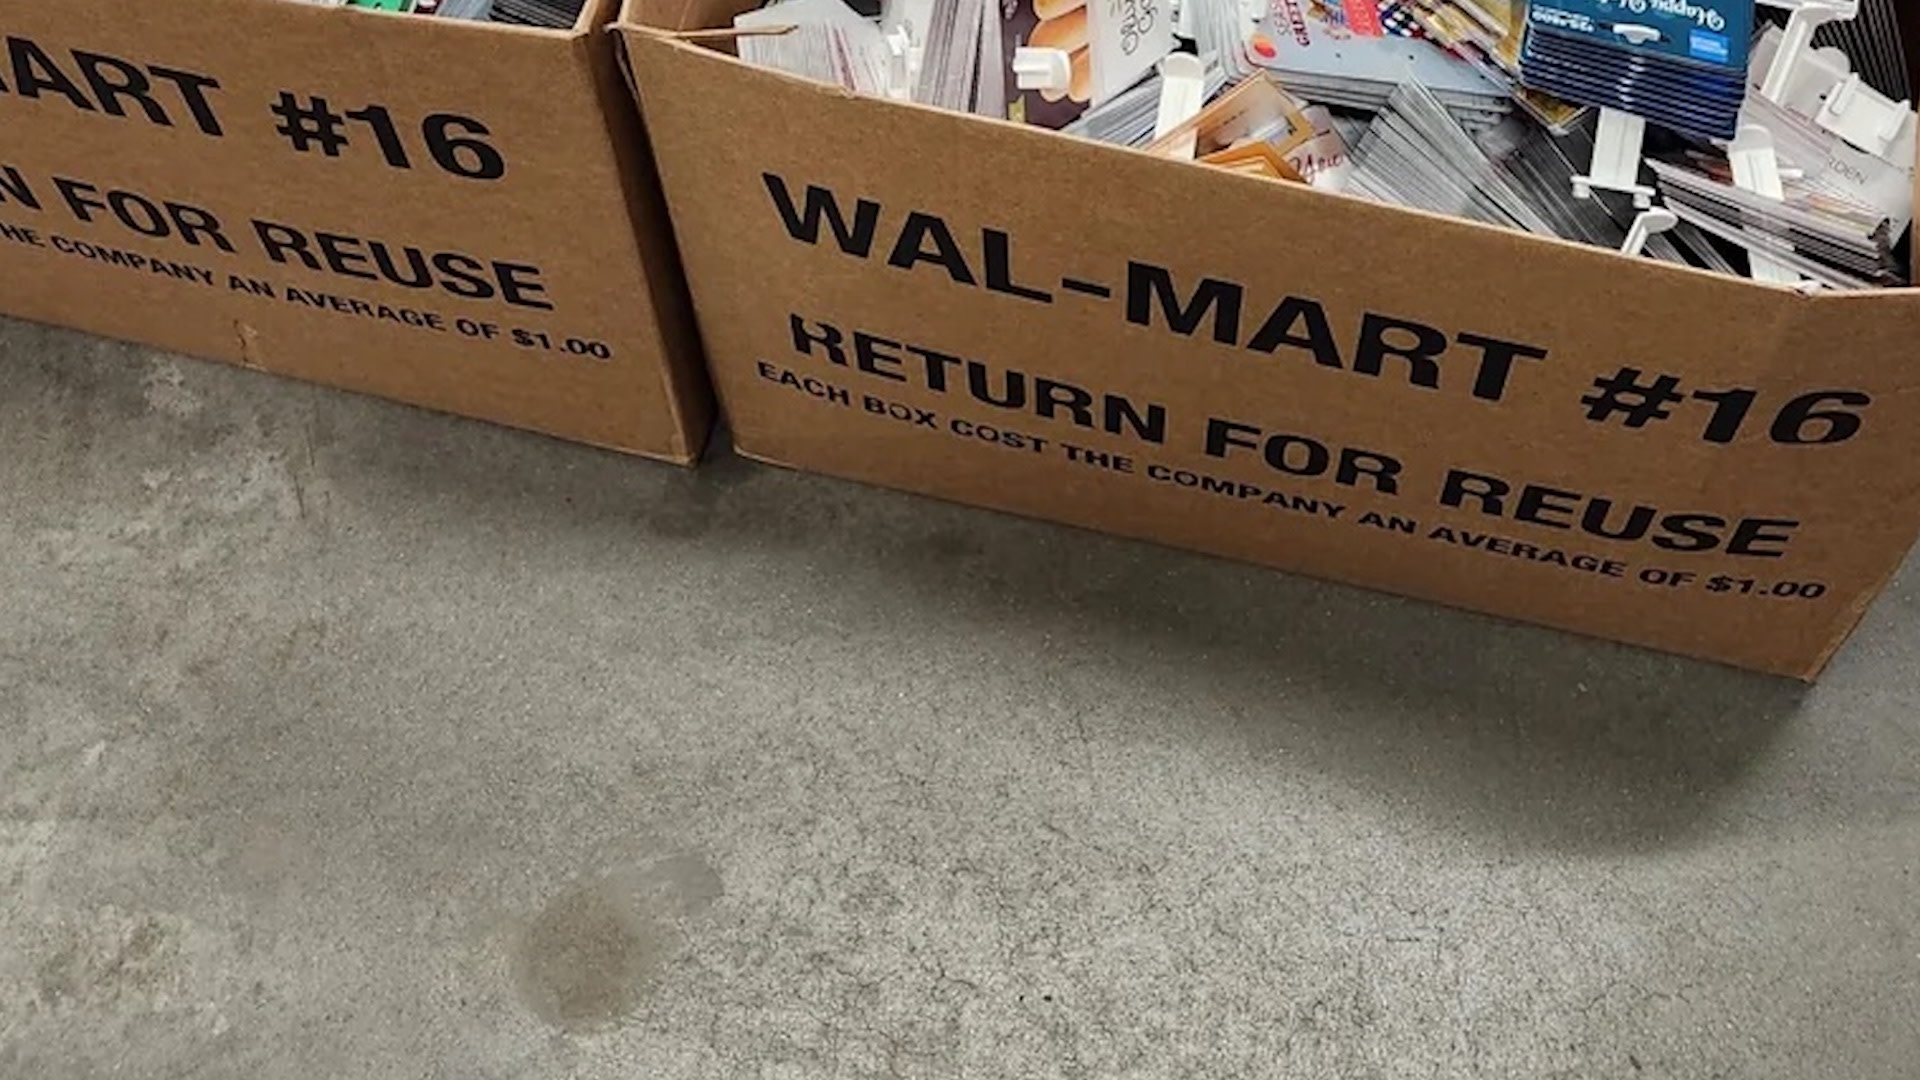 ART #16
N FOR REUSE
HE COMPANY AN AVERAGE OF $1.00
WAL-MART #16
RETURN FOR REUSE
EACH BOX COST THE COMPANY AN AVERAGE OF $1.00